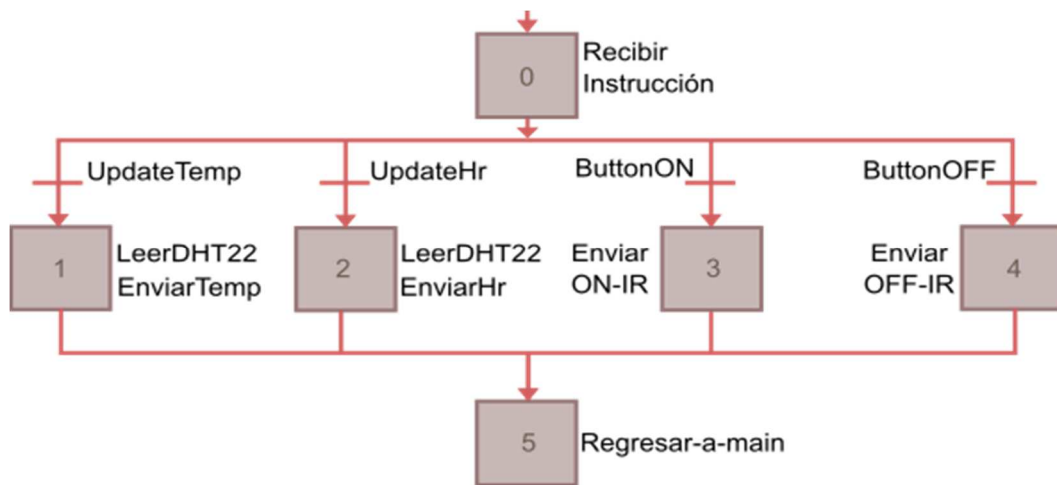 0
Recibir
Instrucción
UpdateTemp
UpdateHr
ButtonON
ButtonOFF
1
LeerDHT22
EnviarTemp
2
LeerDHT22
EnviarHr
Enviar
ON-IR
3
Enviar
OFF-IR
4
5
Regresar-a-main